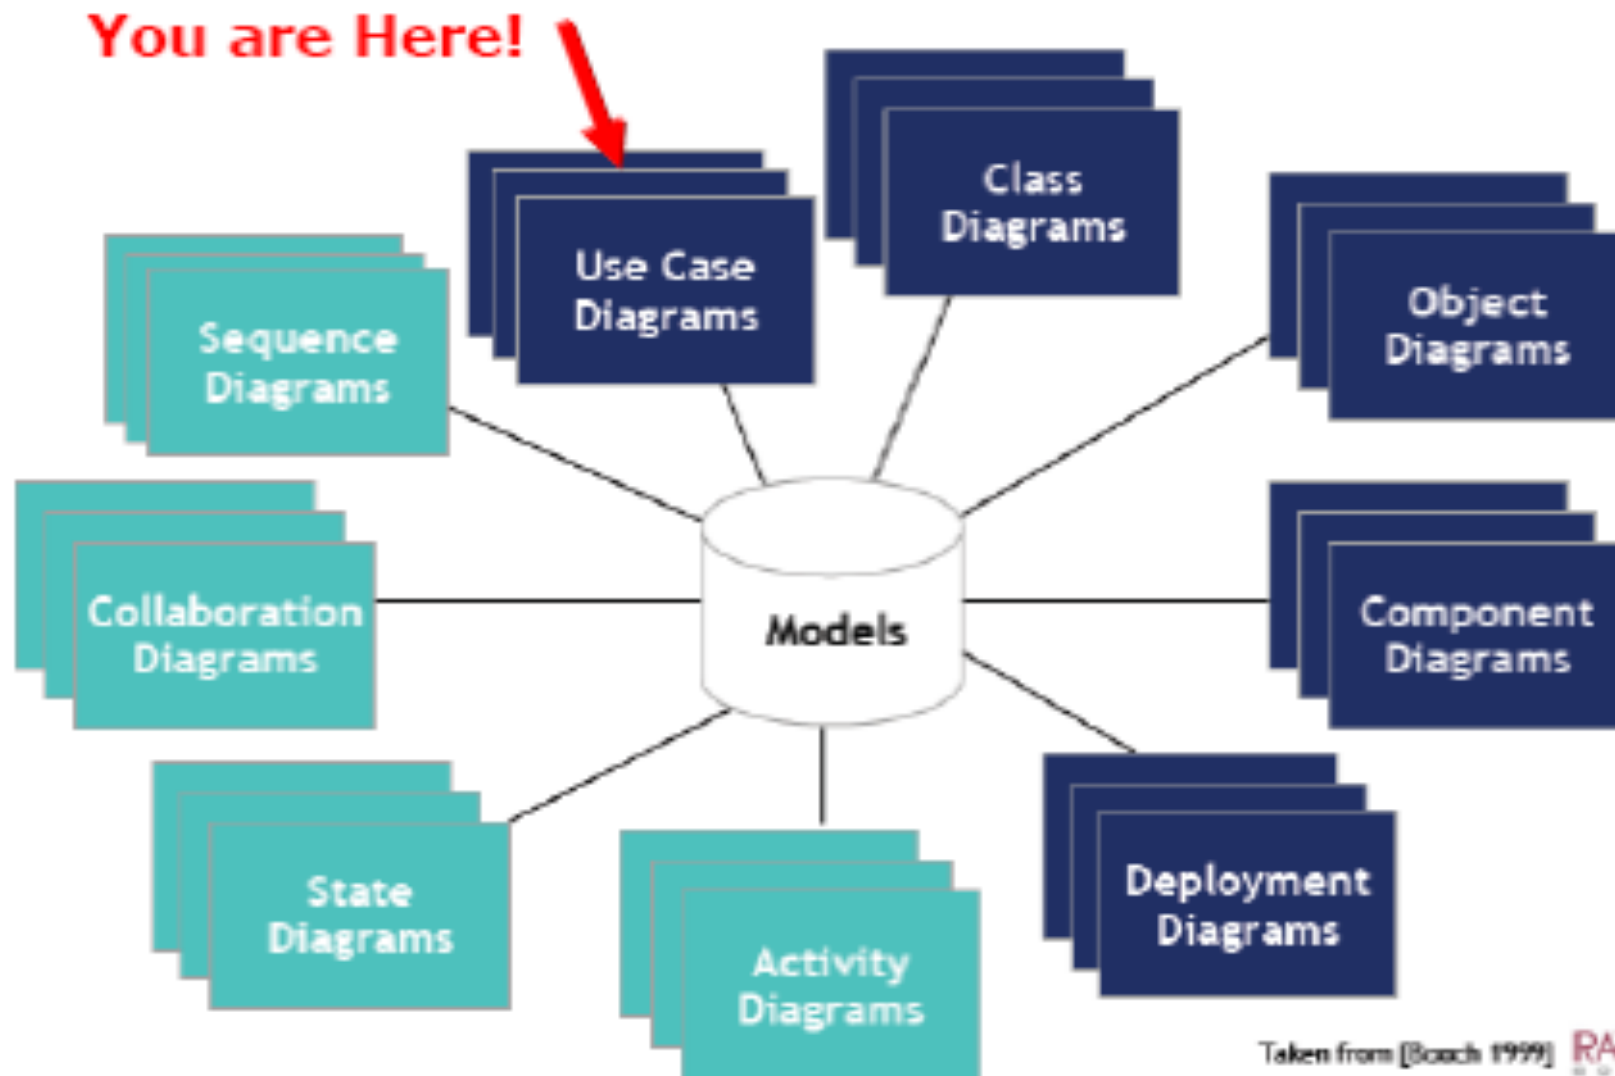 You are Here!
Class
Diagrams
Use Case
Diagrams
Object
Diagrams
Sequence
Diagrams
Collaboration
Diagrams
Models
Component
Diagrams
State
Diagrams
Deployment
Diagrams
Activity
Diagrams
Taken from [Booch 1999]
RA